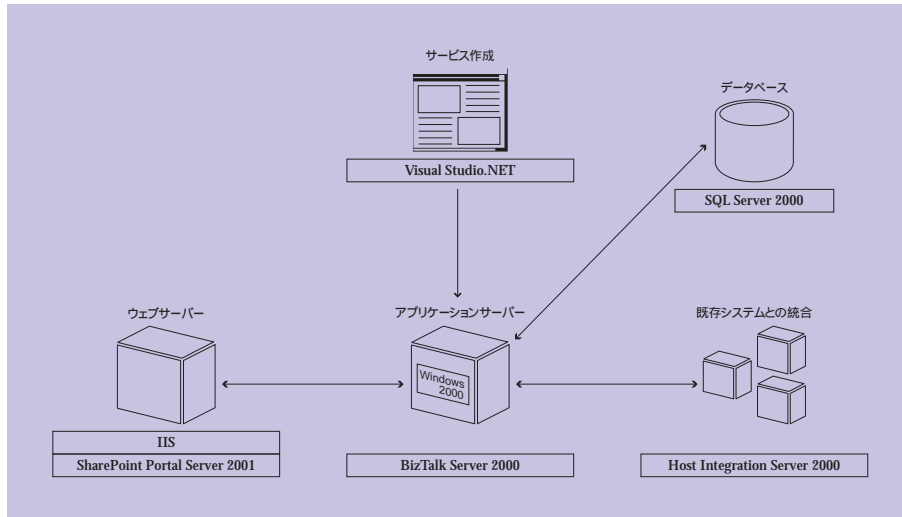 サービス作成
Visual Studio.NET
データベース
SQL Server 2000
ウェブサーバー
IIS
SharePoint Portal Server 2001
アプリケーションサーバー
Windows
2000
BizTalk Server 2000
既存システムとの統合
Host Integration Server 2000